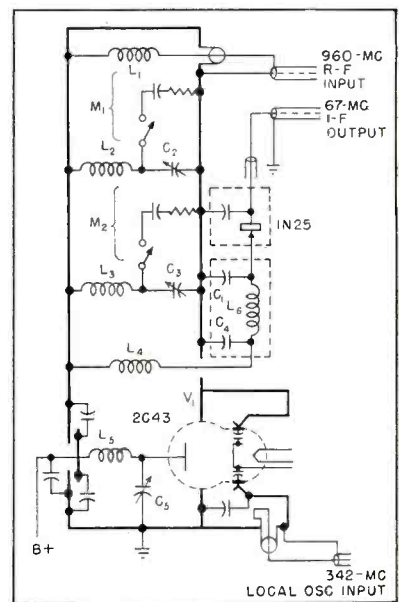 L1
960-MC
R-F
INPUT
M1
67-MC
I-F
OUTPUT
L2
C2
M2
1N25
L3
C3
C1
L6
C4
L4
V1
2C43
L5
C5
B+
342-MC
LOCAL OSC INPUT